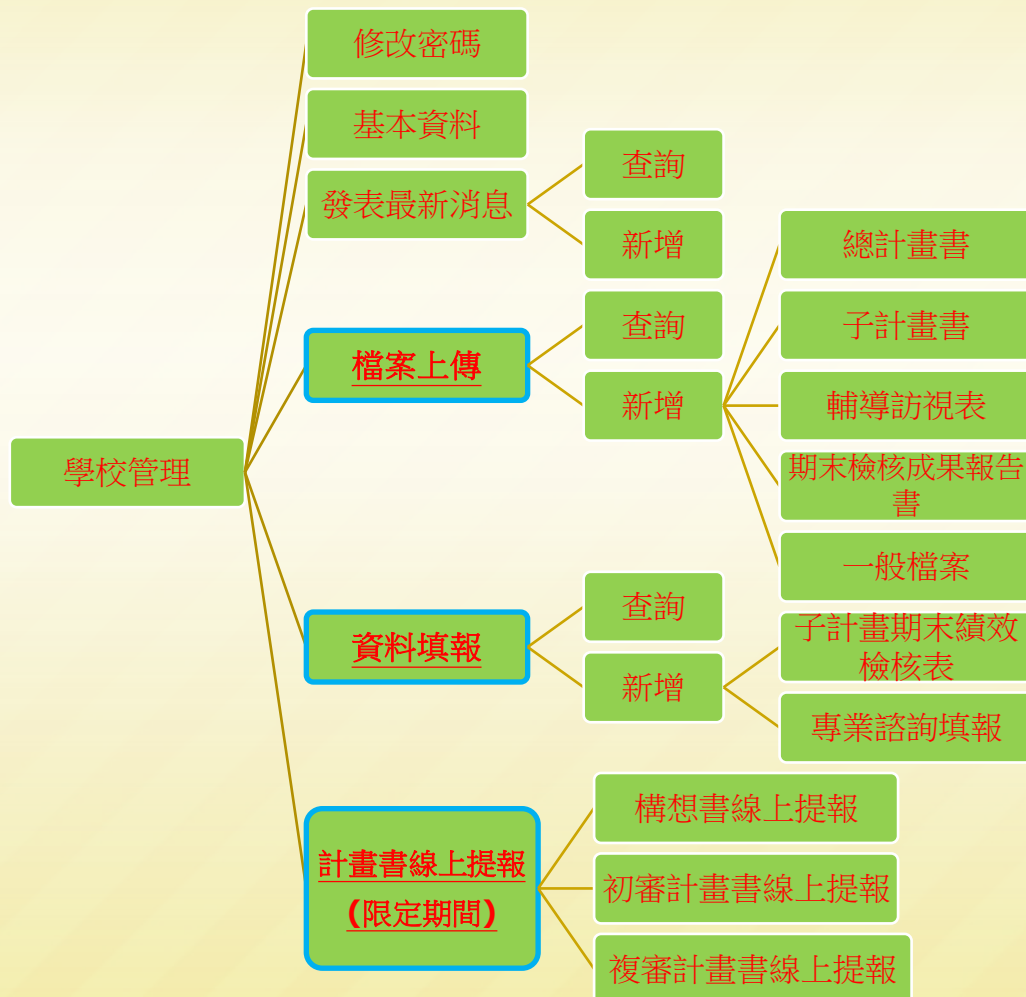 學校管理
修改密碼
基本資料
發表最新消息
查詢
新增
檔案上傳
查詢
新增
總計畫書
子計畫書
輔導訪視表
期末檢核成果報告
書
一般檔案
資料填報
查詢
新增
子計畫期末績效
檢核表
專業諮詢填報
計畫書線上提報
(限定期間)
構想書線上提報
初審計畫書線上提報
複審計畫書線上提報